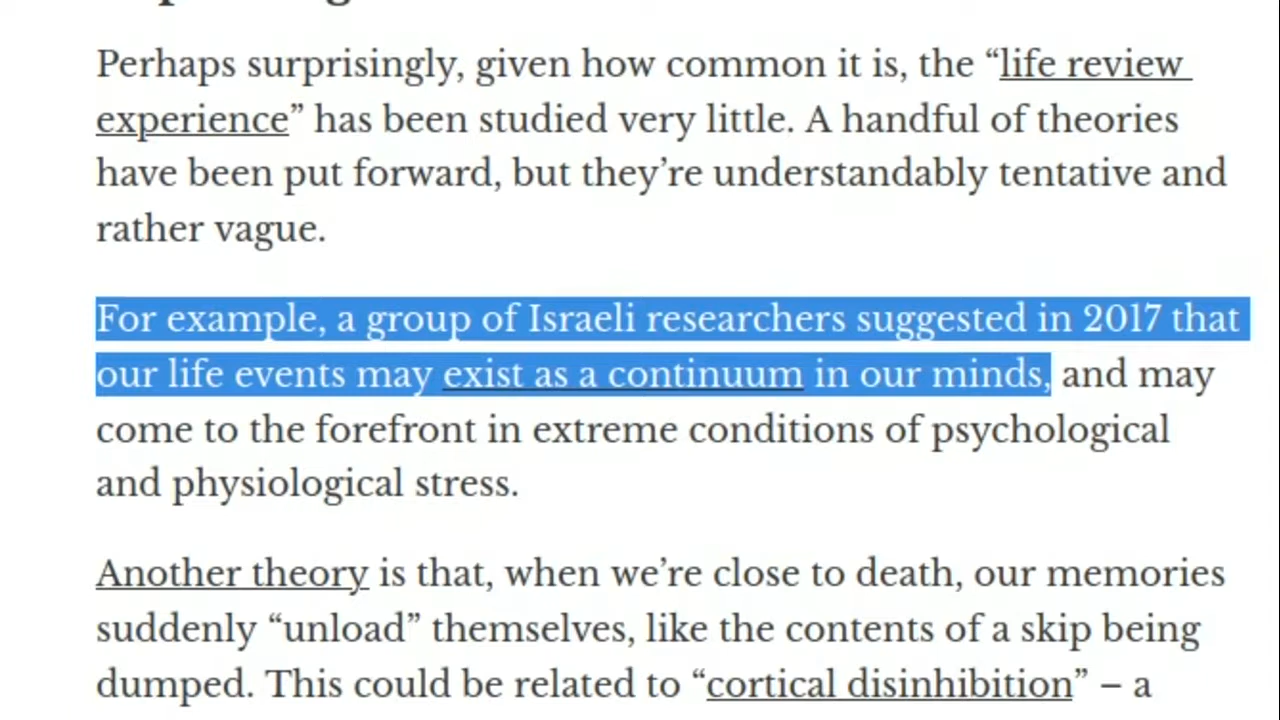 Perhaps surprisingly, given how common it is, the “life review
experience” has been studied very little. A handful of theories
have been put forward, but they’re understandably tentative and
rather vague.
For example, a group of Israeli researchers suggested in 2017 that
our life events may exist as a continuum in our minds, and may
come to the forefront in extreme conditions of psychological
and physiological stress.
Another theory is that, when we’re close to death, our memories
suddenly “unload” themselves, like the contents of a skip being
dumped. This could be related to “cortical disinhibition” – a